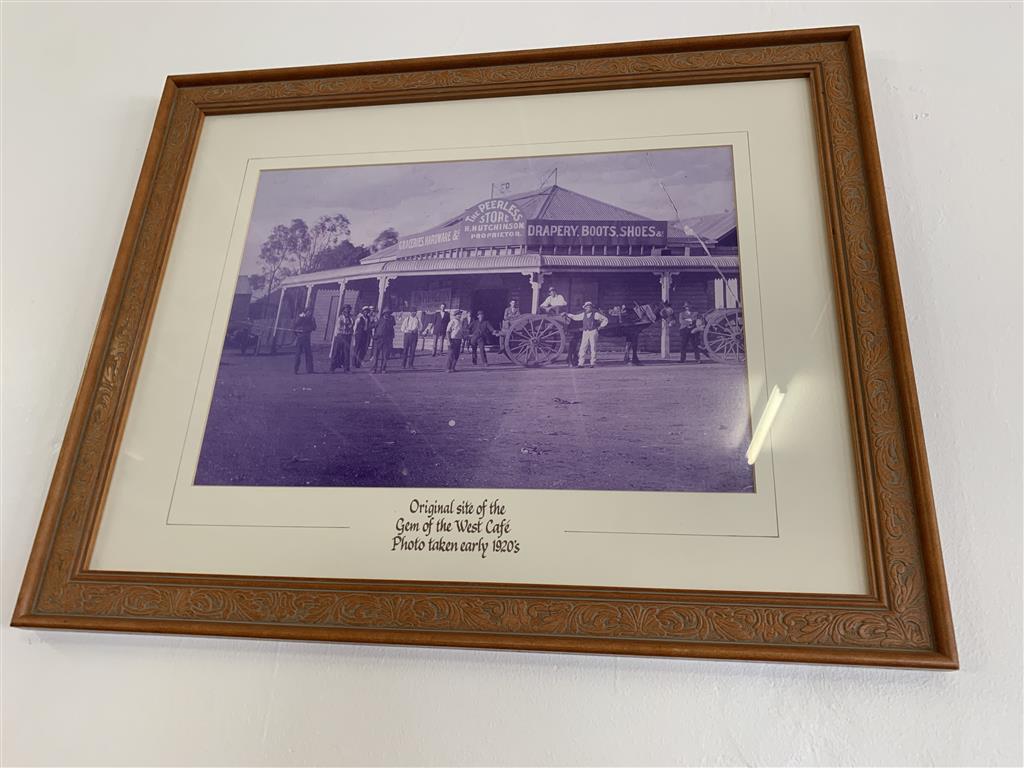 THE PEERLESS
STORE
H. HUTCHINSON
PROPRIETOR.
GROCERIES HARDWARE &
DRAPERY, BOOTS, SHOES &
Original site of the
Gem of the West Café
Photo taken early 1920's